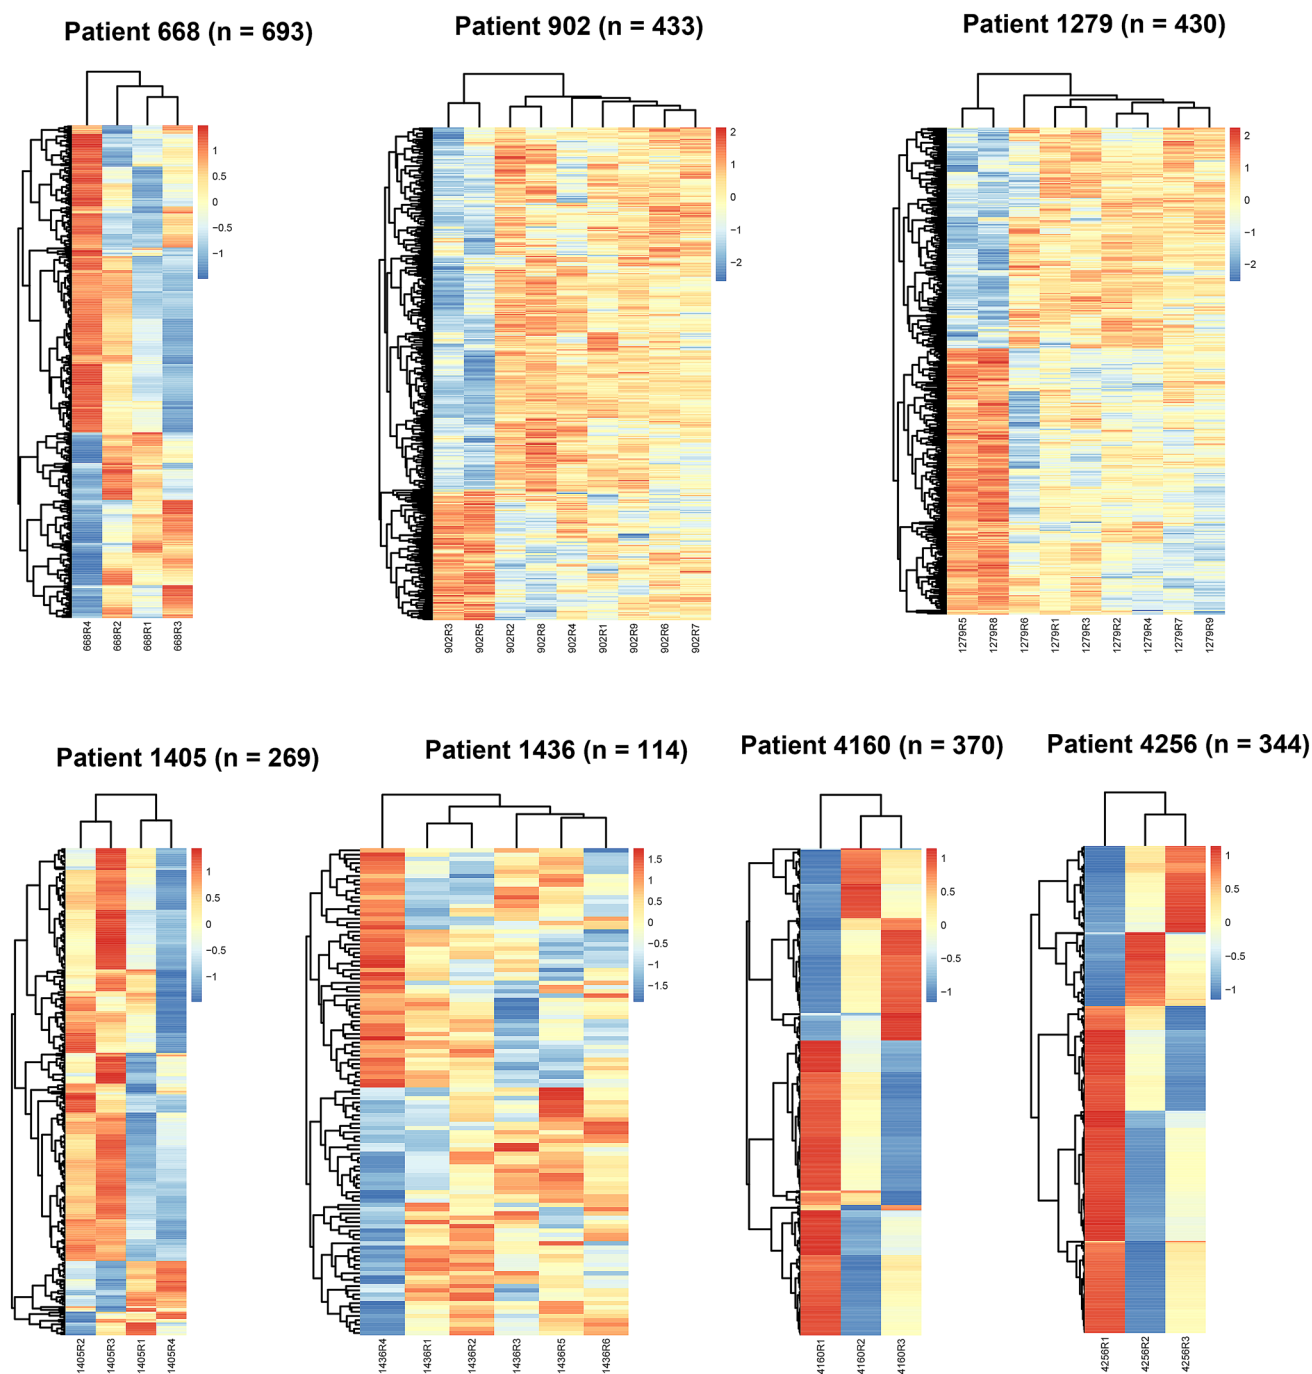 Patient 668 (n = 693)
Patient 902 (n = 433)
Patient 1279 (n = 430)
1
0.5
0
−0.5
−1
2
1
0
−1
−2
2
1
0
−1
−2
668R4
668R2
668R1
668R3
902R3
902R5
902R2
902R8
902R4
902R1
902R9
902R6
902R7
1279R5
1279R8
1279R6
1279R1
1279R3
1279R2
1279R4
1279R7
1279R9
Patient 1405 (n = 269)
Patient 1436 (n = 114)
Patient 4160 (n = 370)
Patient 4256 (n = 344)
1
0.5
0
−0.5
−1
1.5
1
0.5
0
−0.5
−1
−1.5
1
0.5
0
−0.5
−1
1
0.5
0
−0.5
−1
1405R2
1405R3
1405R1
1405R4
1436R4
1436R1
1436R2
1436R3
1436R5
1436R6
4160R1
4160R2
4160R3
4256R1
4256R2
4256R3